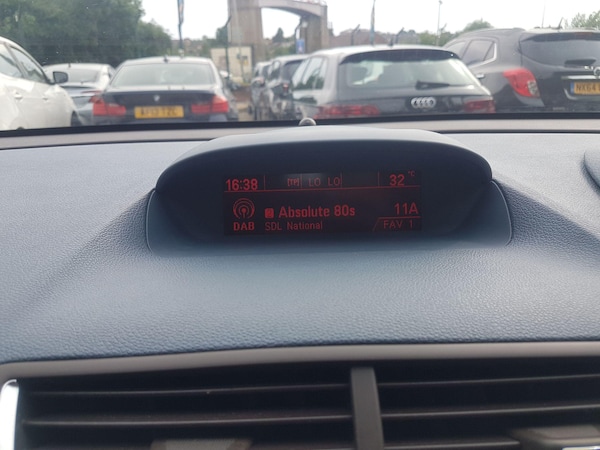 16:38 LO LO 32 °C
Absolute 80s 11A
DAB SDL National FAV 1